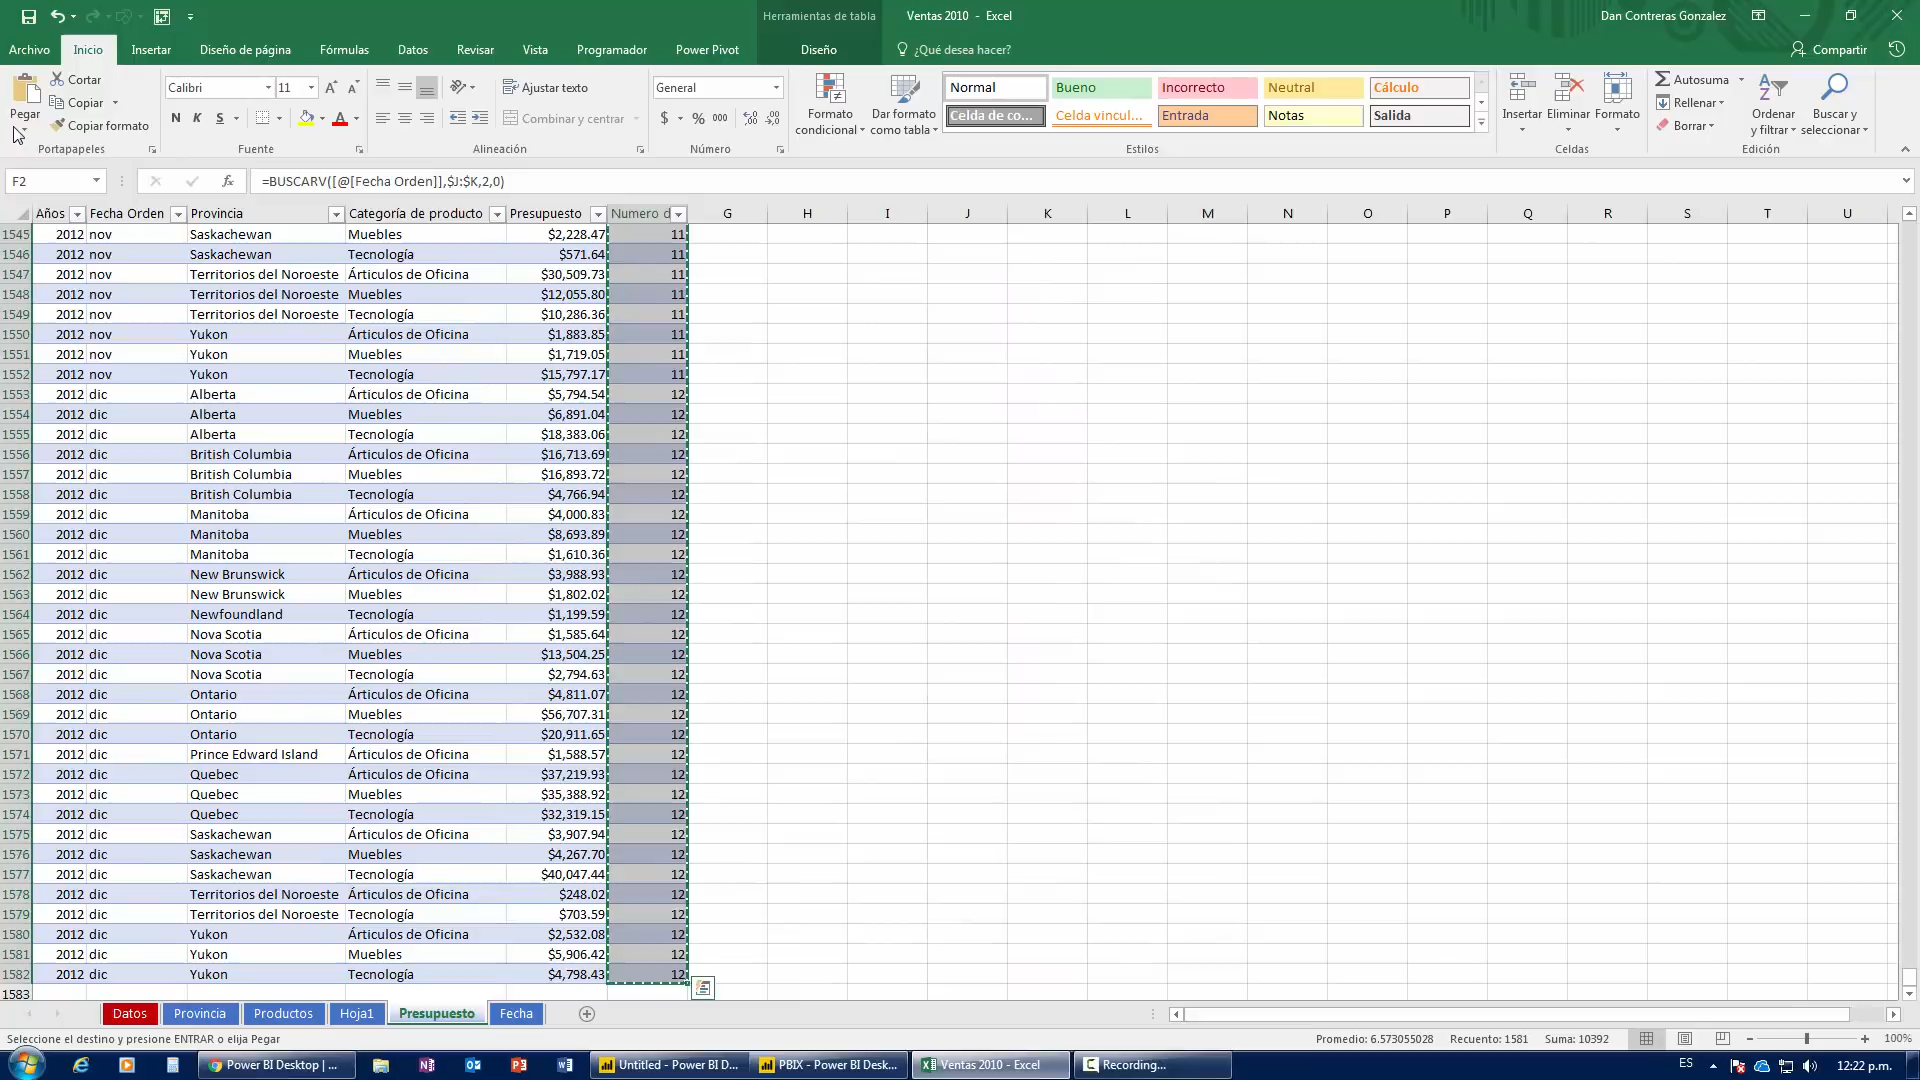 Herramientas de tabla Ventas 2010 - Excel Dan Contreras Gonzalez
Archivo Inicio Insertar Diseño de página Fórmulas Datos Revisar Vista Programador Power Pivot Diseño ¿Qué desea hacer? Compartir
Pegar Cortar Copiar Copiar formato Portapapeles
Calibri 11 N K S Fuente
Ajustar texto Combinar y centrar Alineación
General $ % 000 Número
Formato condicional Dar formato como tabla
Normal Bueno Incorrecto Neutral Cálculo
Celda de co... Celda vincul... Entrada Notas Salida
Estilos
Insertar Eliminar Formato Celdas
Autosuma Rellenar Borrar Ordenar y filtrar Buscar y seleccionar Edición
F2 fx =BUSCARV([@[Fecha Orden]],$J:$K,2,0)
Años Fecha Orden Provincia Categoría de producto Presupuesto Numero d G H I J K L M N O P Q R S T U
1545 2012 nov Saskachewan Muebles $2,228.47 11
1546 2012 nov Saskachewan Tecnología $571.64 11
1547 2012 nov Territorios del Noroeste Árticulos de Oficina $30,509.73 11
1548 2012 nov Territorios del Noroeste Muebles $12,055.80 11
1549 2012 nov Territorios del Noroeste Tecnología $10,286.36 11
1550 2012 nov Yukon Árticulos de Oficina $1,883.85 11
1551 2012 nov Yukon Muebles $1,719.05 11
1552 2012 nov Yukon Tecnología $15,797.17 11
1553 2012 dic Alberta Árticulos de Oficina $5,794.54 12
1554 2012 dic Alberta Muebles $6,891.04 12
1555 2012 dic Alberta Tecnología $18,383.06 12
1556 2012 dic British Columbia Árticulos de Oficina $16,713.69 12
1557 2012 dic British Columbia Muebles $16,893.72 12
1558 2012 dic British Columbia Tecnología $4,766.94 12
1559 2012 dic Manitoba Árticulos de Oficina $4,000.83 12
1560 2012 dic Manitoba Muebles $8,693.89 12
1561 2012 dic Manitoba Tecnología $1,610.36 12
1562 2012 dic New Brunswick Árticulos de Oficina $3,988.93 12
1563 2012 dic New Brunswick Muebles $1,802.02 12
1564 2012 dic Newfoundland Tecnología $1,199.59 12
1565 2012 dic Nova Scotia Árticulos de Oficina $1,585.64 12
1566 2012 dic Nova Scotia Muebles $13,504.25 12
1567 2012 dic Nova Scotia Tecnología $2,794.63 12
1568 2012 dic Ontario Árticulos de Oficina $4,811.07 12
1569 2012 dic Ontario Muebles $56,707.31 12
1570 2012 dic Ontario Tecnología $20,911.65 12
1571 2012 dic Prince Edward Island Árticulos de Oficina $1,588.57 12
1572 2012 dic Quebec Árticulos de Oficina $37,219.93 12
1573 2012 dic Quebec Muebles $35,388.92 12
1574 2012 dic Quebec Tecnología $32,319.15 12
1575 2012 dic Saskachewan Árticulos de Oficina $3,907.94 12
1576 2012 dic Saskachewan Muebles $4,267.70 12
1577 2012 dic Saskachewan Tecnología $40,047.44 12
1578 2012 dic Territorios del Noroeste Árticulos de Oficina $248.02 12
1579 2012 dic Territorios del Noroeste Tecnología $703.59 12
1580 2012 dic Yukon Árticulos de Oficina $2,532.08 12
1581 2012 dic Yukon Muebles $5,906.42 12
1582 2012 dic Yukon Tecnología $4,798.43 12
1583
Datos Provincia Productos Hoja1 Presupuesto Fecha
Seleccione el destino y presione ENTRAR o elija Pegar Promedio: 6.573055028 Recuento: 1581 Suma: 10392 100%
Power BI Desktop | ... Untitled - Power BI D... PBIX - Power BI Desk... Ventas 2010 - Excel Recording... ES 12:22 p.m.